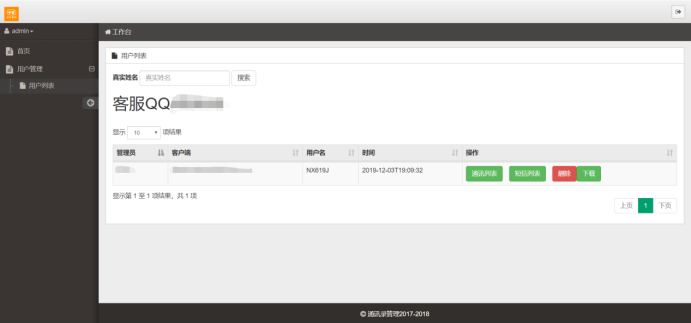 admin
工作台
首页
用户管理
用户列表
用户列表
真实姓名 真实姓名 搜索
客服QQ
显示 10 项结果
管理员 客户端 用户名 时间 操作
NX619J 2019-12-03T19:09:32 通讯列表 短信列表 删除 下载
显示第 1 至 1 项结果，共 1 项
上页 1 下页
© 通讯录管理2017-2018